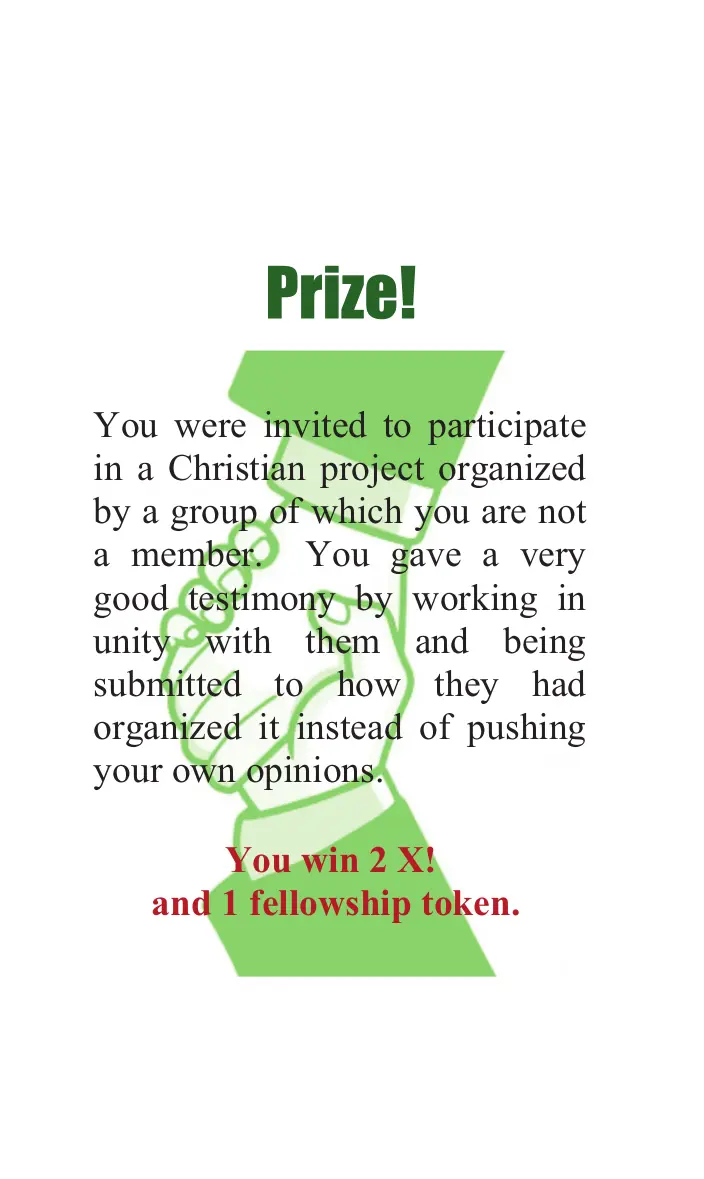 Prize!
You were invited to participate
in a Christian project organized
by a group of which you are not
a member.  You gave a very
good testimony by working in
unity with them and being
submitted to how they had
organized it instead of pushing
your own opinions.
You win 2 X!
and 1 fellowship token.